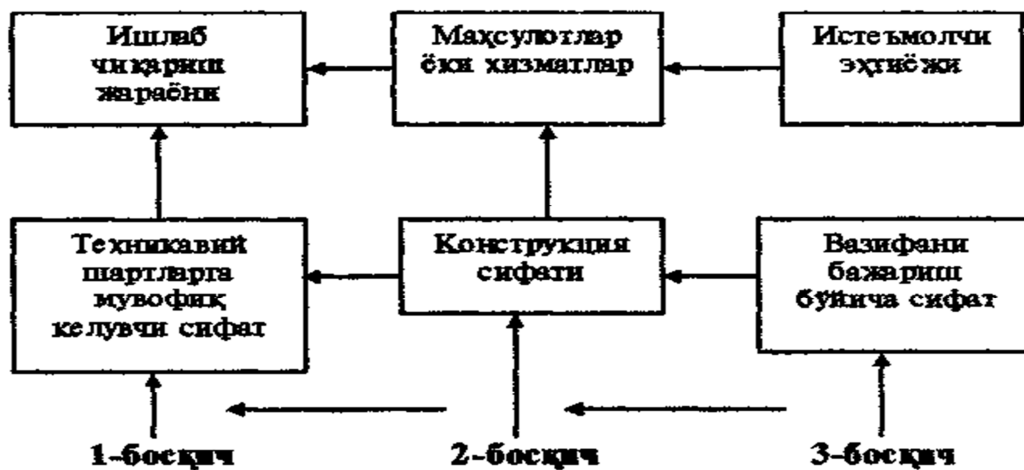 Ишлаб
чиқариш
жараёни
Маҳсулотлар
ёки хизматлар
Истеъмолчи
эҳтиёжи
Техникавий
шартларга
мувофиқ
келувчи сифат
Конструкция
сифати
Вазифани
бажариш
бўйича сифат
1-босқич
2-босқич
3-босқич